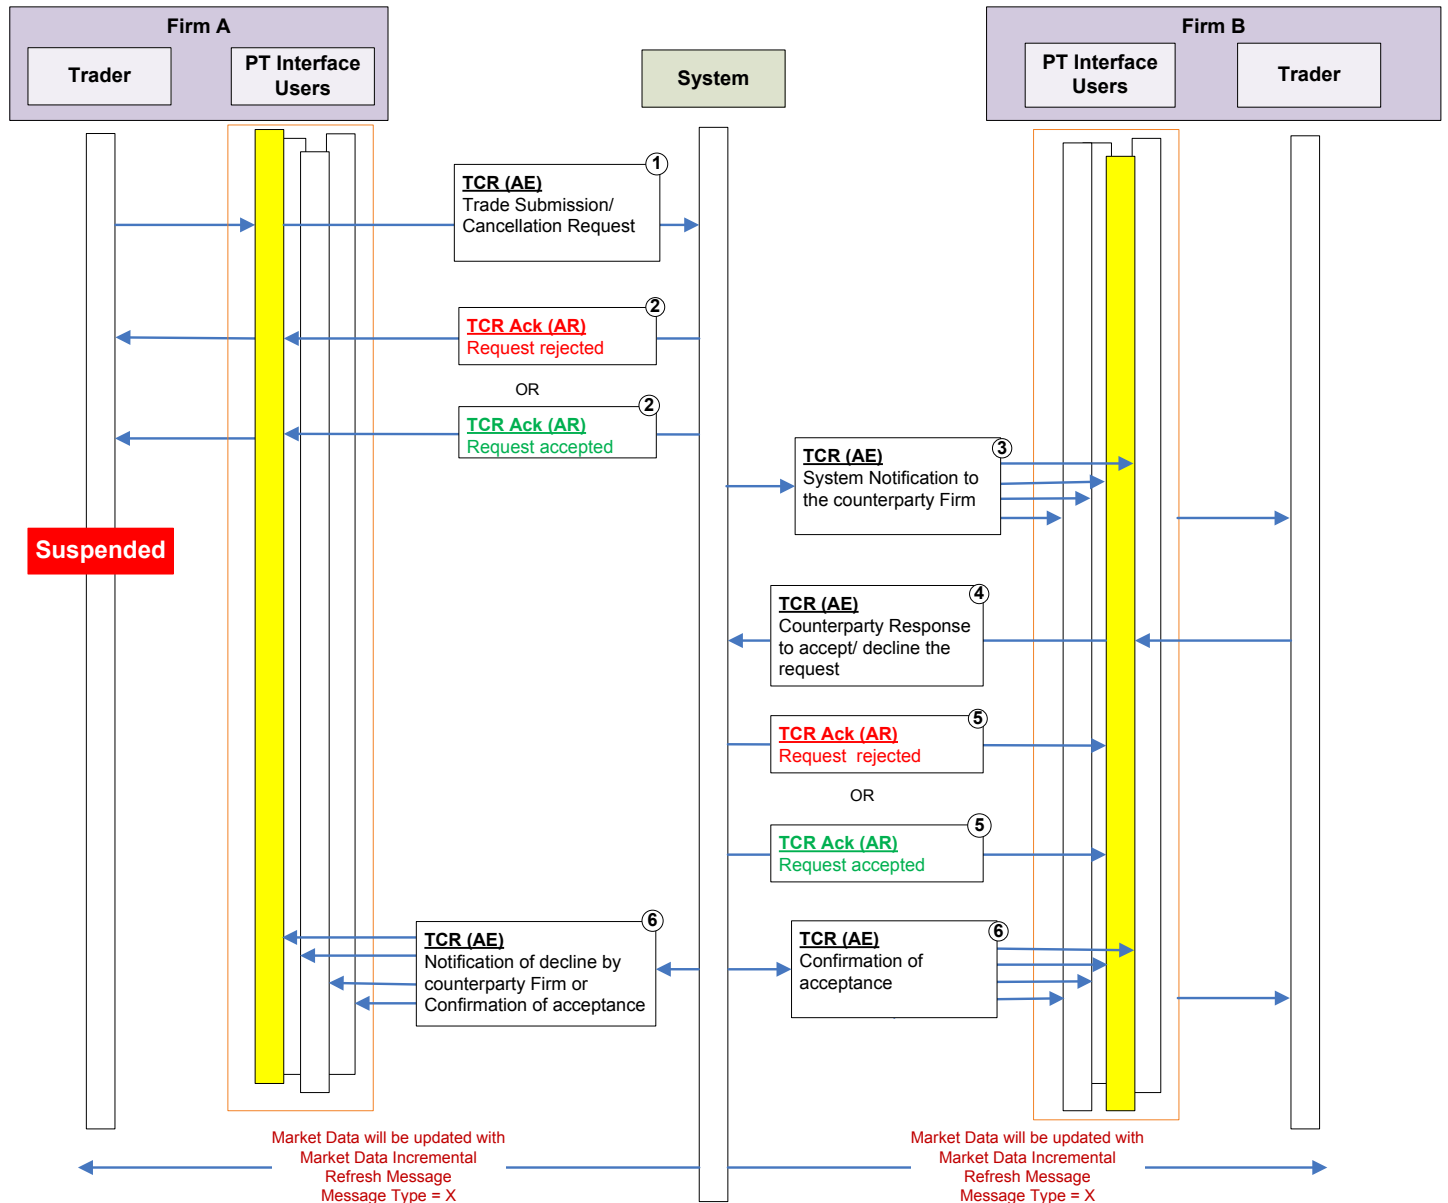 Firm A
Trader
PT Interface
Users
System
Firm B
PT Interface
Users
Trader
1
TCR (AE)
Trade Submission/
Cancellation Request
2
TCR Ack (AR)
Request rejected
OR
2
TCR Ack (AR)
Request accepted
3
TCR (AE)
System Notification to
the counterparty Firm
Suspended
4
TCR (AE)
Counterparty Response
to accept/ decline the
request
5
TCR Ack (AR)
Request  rejected
OR
5
TCR Ack (AR)
Request accepted
6
TCR (AE)
Notification of decline by
counterparty Firm or
Confirmation of acceptance
6
TCR (AE)
Confirmation of
acceptance
Market Data will be updated with
Market Data Incremental
Refresh Message
Message Type = X
Market Data will be updated with
Market Data Incremental
Refresh Message
Message Type = X